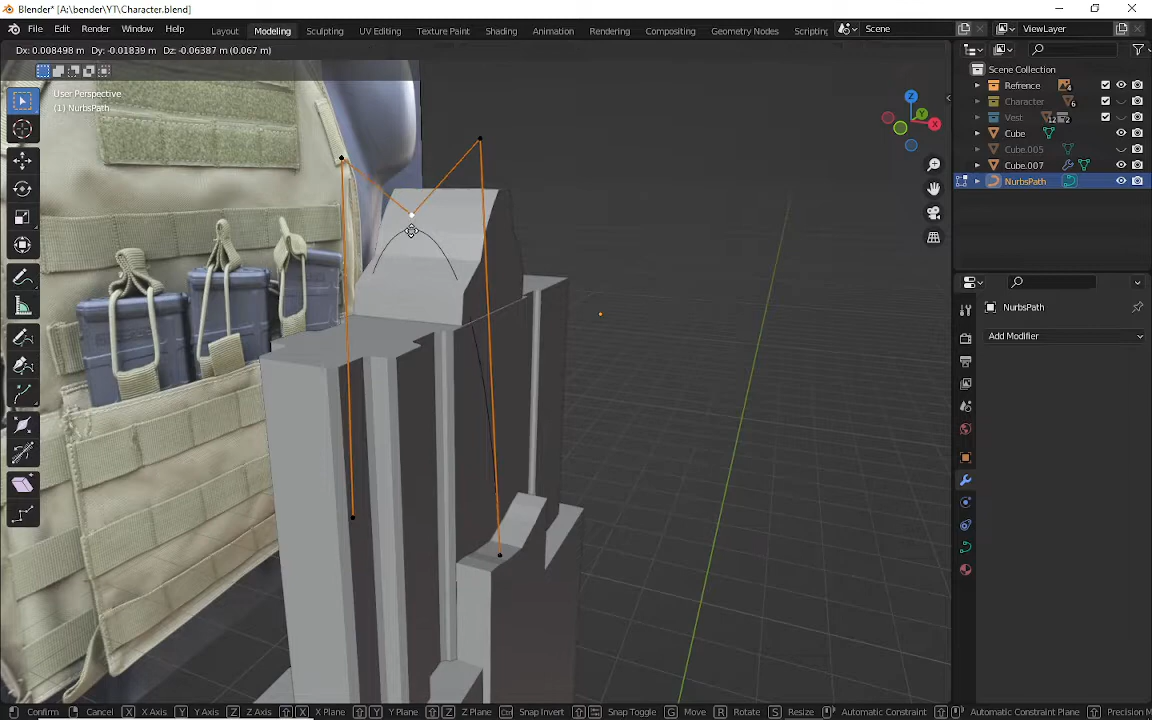 Blender* [A:\bender\YT\Character.blend]
File Edit Render Window Help Layout Modeling Sculpting UV Editing Texture Paint Shading Animation Rendering Compositing Geometry Nodes Scripting Scene ViewLayer
Dx: 0.008498 m Dy: -0.01839 m Dz: -0.06387 m (0.067 m)
User Perspective
(1) NurbsPath
Z
Y
X
Scene Collection
Refrence 4
Character 6
Vest 12 2
Cube
Cube.005
Cube.007
NurbsPath
NurbsPath
Add Modifier
Confirm Cancel X X Axis Y Y Axis Z Z Axis X X Plane Y Y Plane Z Z Plane Snap Invert Snap Toggle G Move R Rotate S Resize Automatic Constraint Automatic Constraint Plane Precision M